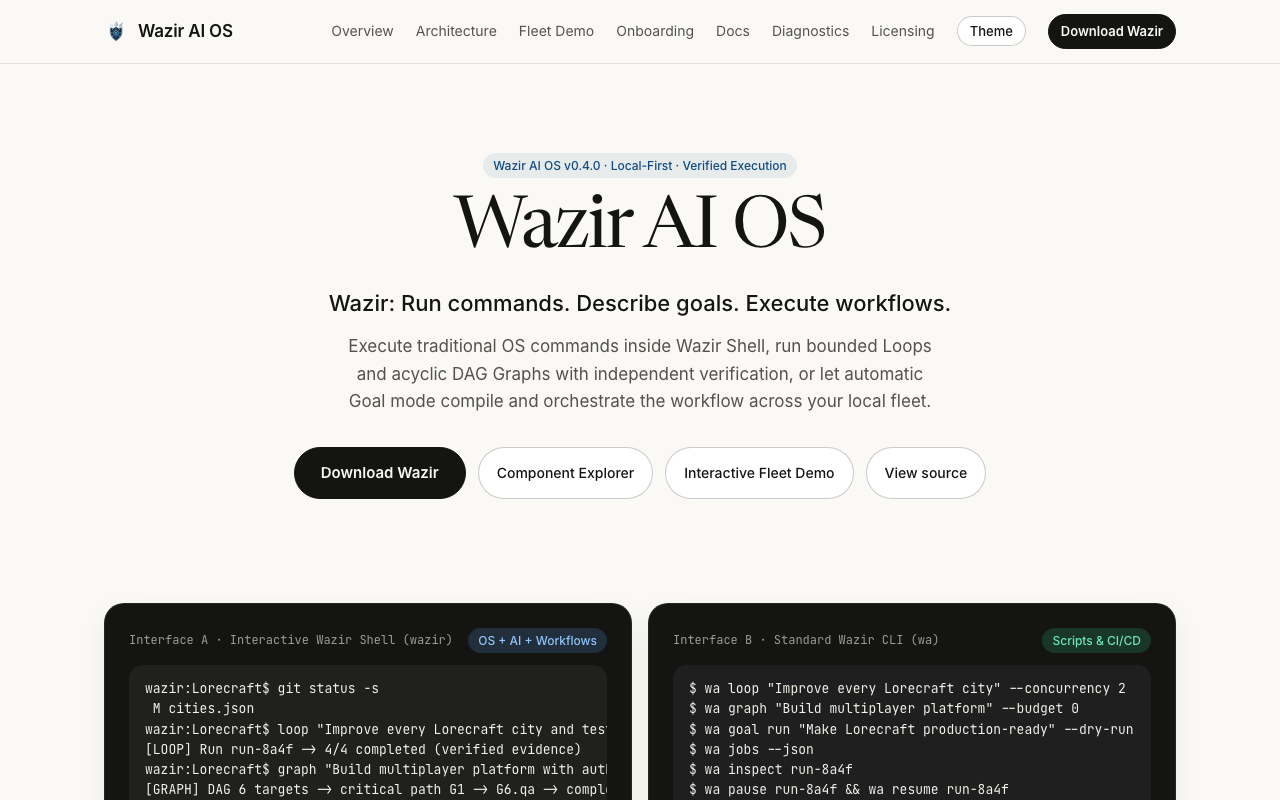 Wazir AI OS
Overview
Architecture
Fleet Demo
Onboarding
Docs
Diagnostics
Licensing
Theme
Download Wazir
Wazir AI OS v0.4.0 · Local-First · Verified Execution
Wazir AI OS
Wazir: Run commands. Describe goals. Execute workflows.
Execute traditional OS commands inside Wazir Shell, run bounded Loops
and acyclic DAG Graphs with independent verification, or let automatic
Goal mode compile and orchestrate the workflow across your local fleet.
Download Wazir
Component Explorer
Interactive Fleet Demo
View source
Interface A · Interactive Wazir Shell (wazir)
OS + AI + Workflows
wazir:Lorecraft$ git status -s
M cities.json
wazir:Lorecraft$ loop "Improve every Lorecraft city and test
[LOOP] Run run-8a4f → 4/4 completed (verified evidence)
wazir:Lorecraft$ graph "Build multiplayer platform with auth
[GRAPH] DAG 6 targets → critical path G1 → G6.qa → comple
Interface B · Standard Wazir CLI (wa)
Scripts & CI/CD
$ wa loop "Improve every Lorecraft city" --concurrency 2
$ wa graph "Build multiplayer platform" --budget 0
$ wa goal run "Make Lorecraft production-ready" --dry-run
$ wa jobs --json
$ wa inspect run-8a4f
$ wa pause run-8a4f && wa resume run-8a4f